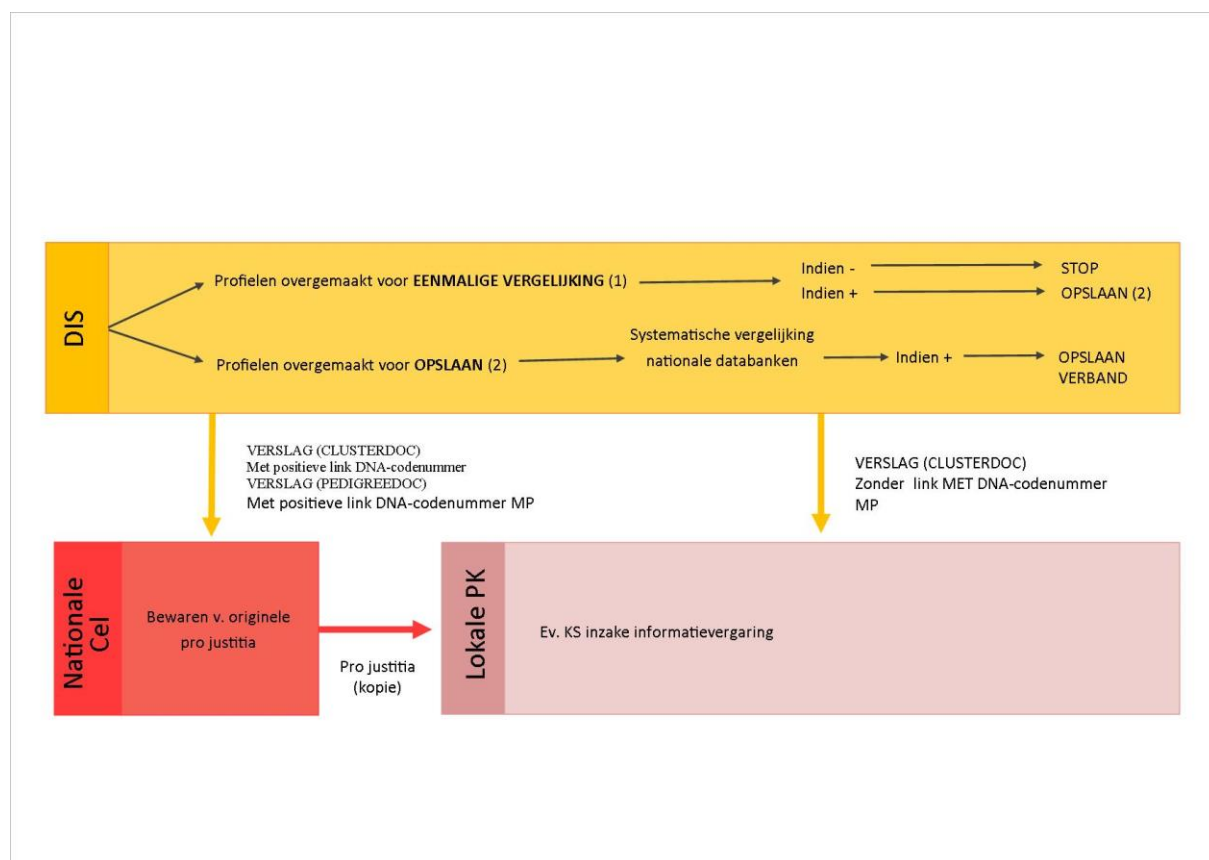 DIS
Profielen overgemaakt voor EENMALIGE VERGELIJKING (1)
Indien -
STOP
Indien +
OPSLAAN (2)
Profielen overgemaakt voor OPSLAAN (2)
Systematische vergelijking
nationale databanken
Indien +
OPSLAAN
VERBAND
VERSLAG (CLUSTERDOC)
Met positieve link DNA-codenummer
VERSLAG (PEDIGREEDOC)
Met positieve link DNA-codenummer MP
VERSLAG (CLUSTERDOC)
Zonder link MET DNA-codenummer
MP
Nationale
Cel
Bewaren v. originele
pro justitia
Pro justitia
(kopie)
Lokale PK
Ev. KS inzake informatievergaring